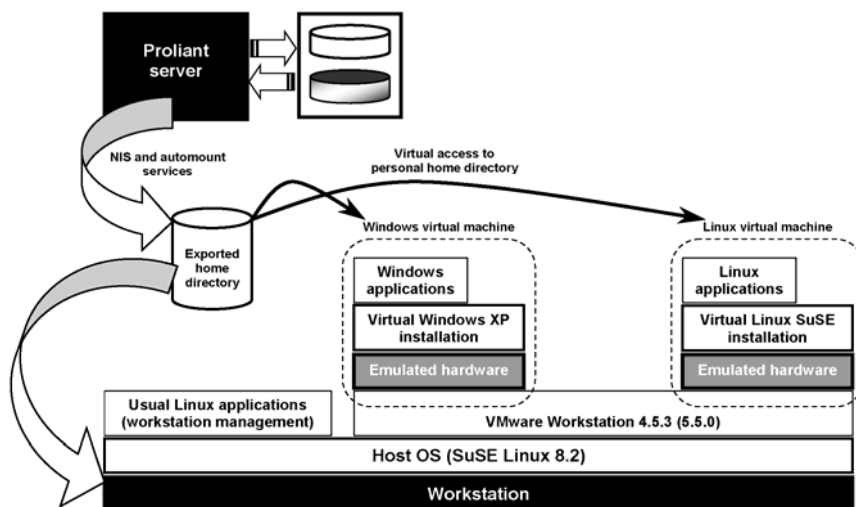 Proliant
server
NIS and automount
services
Virtual access to
personal home directory
Exported
home
directory
Windows virtual machine
Linux virtual machine
Windows
applications
Linux
applications
Virtual Windows XP
installation
Virtual Linux SuSE
installation
Emulated hardware
Emulated hardware
Usual Linux applications
(workstation management)
VMware Workstation 4.5.3 (5.5.0)
Host OS (SuSE Linux 8.2)
Workstation